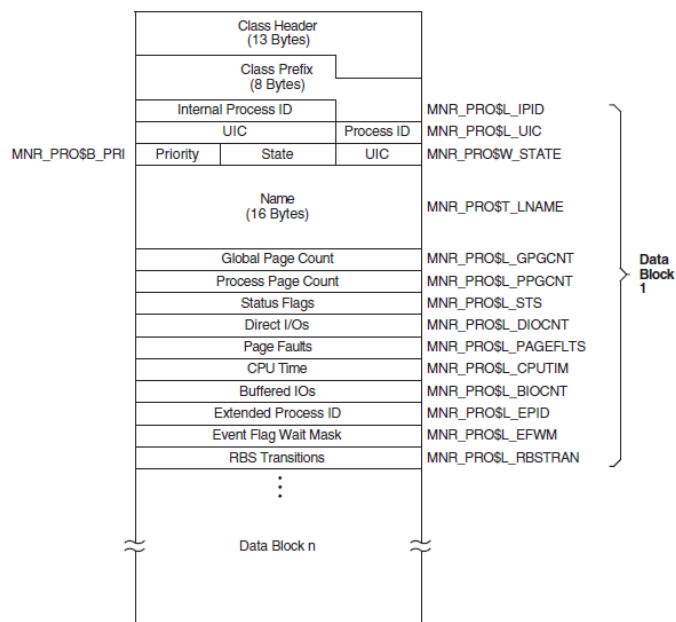 Class Header
(13 Bytes)
Class Prefix
(8 Bytes)
Internal Process ID MNR_PRO$L_IPID
UIC Process ID MNR_PRO$L_UIC
MNR_PRO$B_PRI Priority State UIC MNR_PRO$W_STATE
Name
(16 Bytes)
MNR_PRO$T_LNAME
Global Page Count MNR_PRO$L_GPGCNT
Process Page Count MNR_PRO$L_PPGCNT
Status Flags MNR_PRO$L_STS
Direct I/Os MNR_PRO$L_DIOCNT
Page Faults MNR_PRO$L_PAGEFLTS
CPU Time MNR_PRO$L_CPUTIM
Buffered IOs MNR_PRO$L_BIOCNT
Extended Process ID MNR_PRO$L_EPID
Event Flag Wait Mask MNR_PRO$L_EFWM
RBS Transitions MNR_PRO$L_RBSTRAN
Data
Block
1
Data Block n